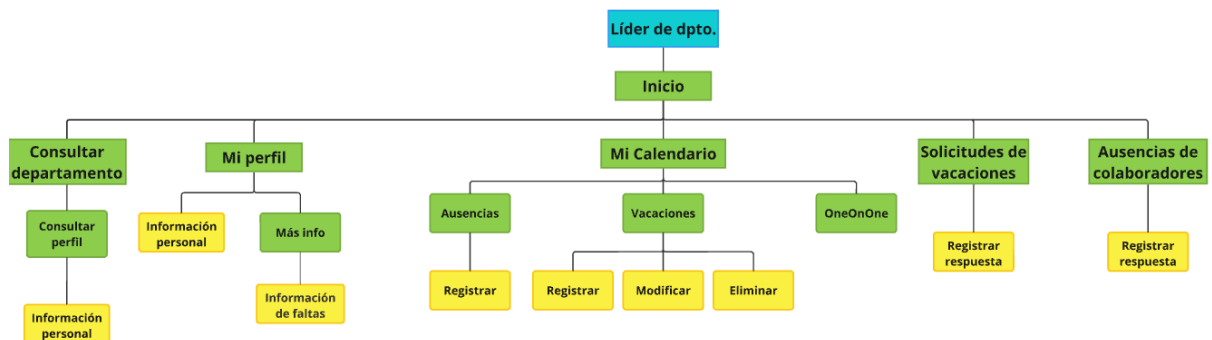 Líder de dpto.
Inicio
Consultar
departamento
Mi perfil
Mi Calendario
Solicitudes de
vacaciones
Ausencias de
colaboradores
Consultar
perfil
Información
personal
Más info
Ausencias
Vacaciones
OneOnOne
Registrar
respuesta
Registrar
respuesta
Información
personal
Información
de faltas
Registrar
Registrar
Modificar
Eliminar